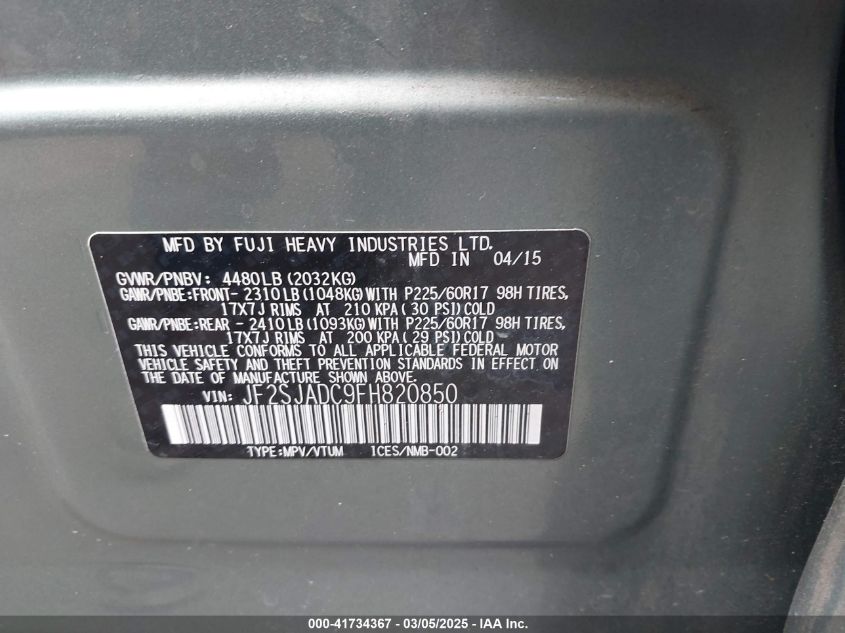 MFD BY FUJI HEAVY INDUSTRIES LTD.
MFD IN 04/15
GVWR/PNBV: 4480LB (2032KG)
GAWR/PNBE:FRONT- 2310LB (1048KG) WITH P225/60R17 98H TIRES,
17X7J RIMS AT 210 KPA ( 30 PSI) COLD
GAWR/PNBE:REAR - 2410LB (1093KG) WITH P225/60R17 98H TIRES,
17X7J RIMS AT 200 KPA ( 29 PSI) COLD
THIS VEHICLE CONFORMS TO ALL APPLICABLE FEDERAL MOTOR
VEHICLE SAFETY AND THEFT PREVENTION STANDARDS IN EFFECT ON
THE DATE OF MANUFACTURE SHOWN ABOVE.
VIN: JF2SJADC9FH820850
TYPE:MPV/VTUM ICES/NMB-002
000-41734367 - 03/05/2025 - IAA Inc.